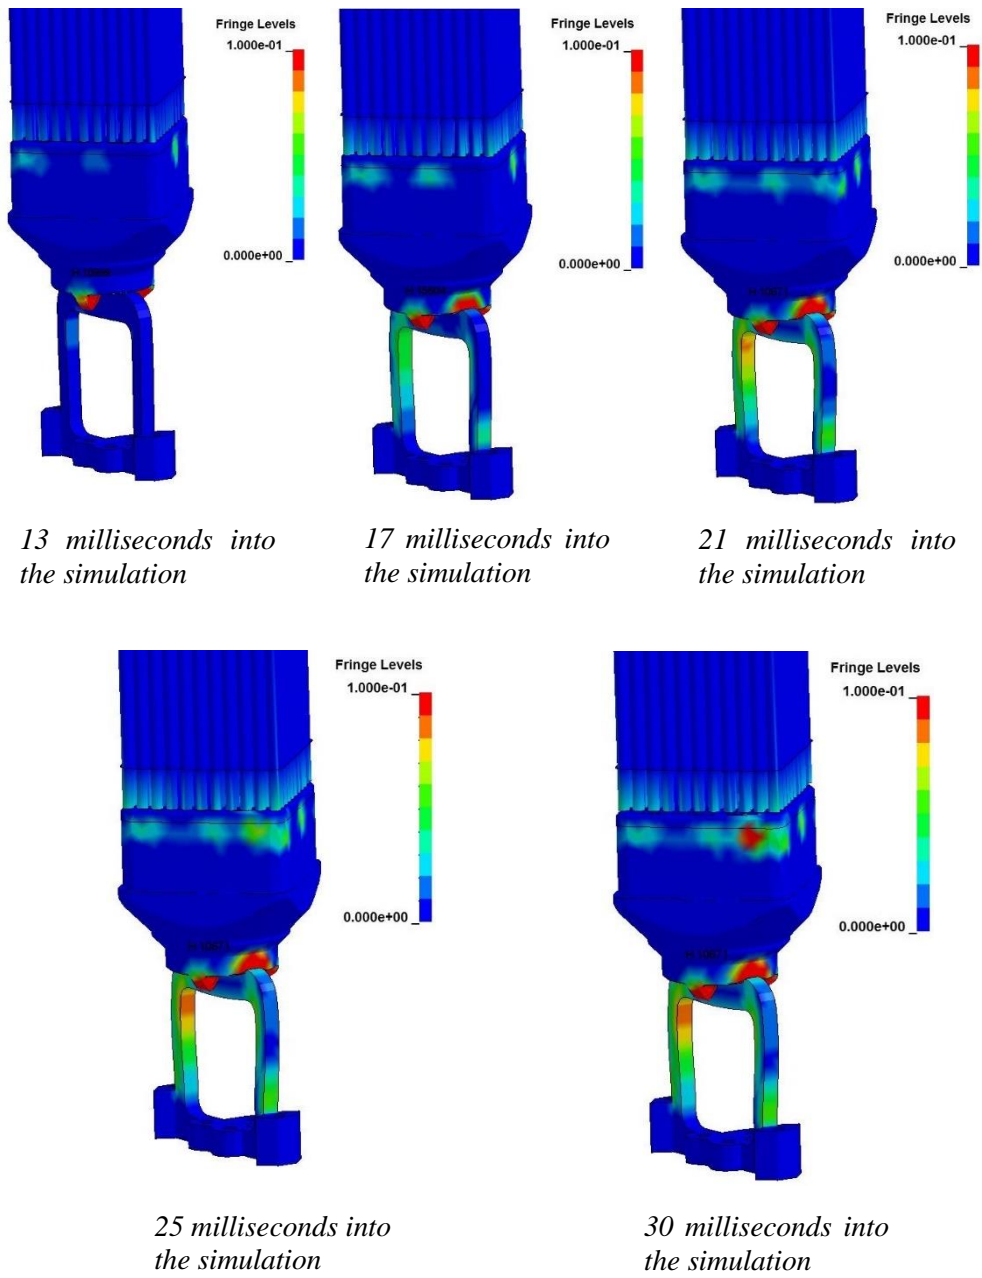 Fringe Levels
1.000e-01
0.000e+00
Fringe Levels
1.000e-01
0.000e+00
Fringe Levels
1.000e-01
0.000e+00
13 milliseconds into
the simulation
17 milliseconds into
the simulation
21 milliseconds into
the simulation
Fringe Levels
1.000e-01
0.000e+00
Fringe Levels
1.000e-01
0.000e+00
25 milliseconds into
the simulation
30 milliseconds into
the simulation